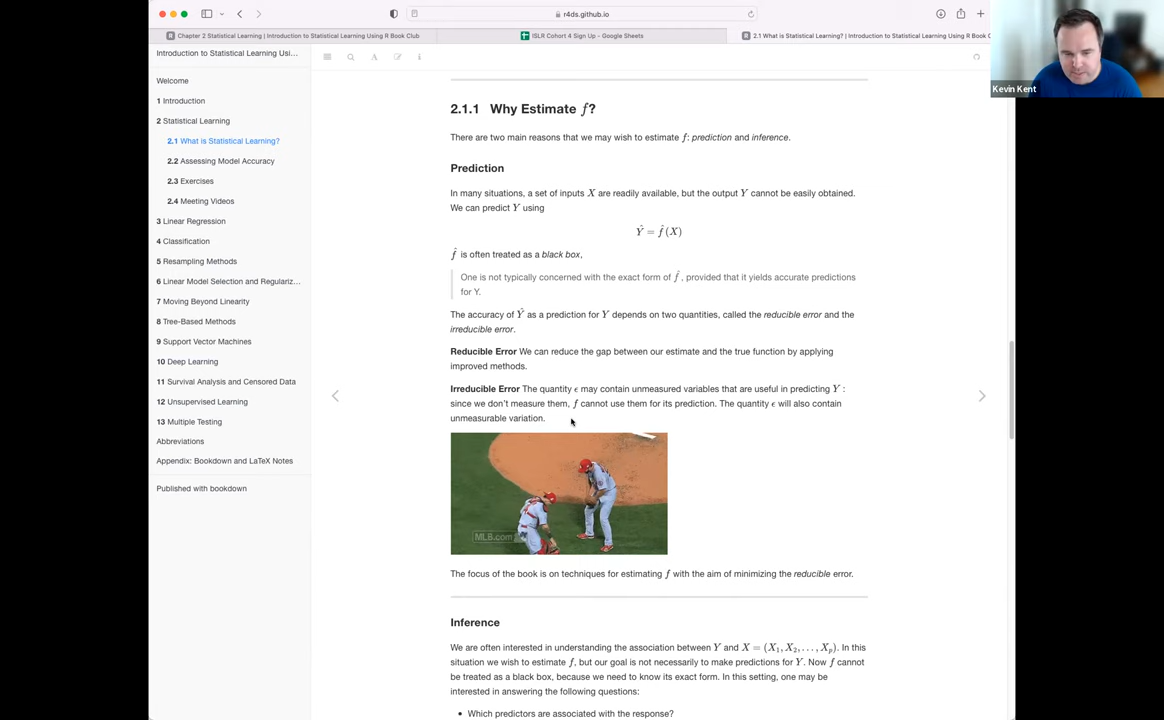 r4ds.github.io
Chapter 2 Statistical Learning | Introduction to Statistical Learning Using R Book Club
ISLR Cohort 4 Sign Up - Google Sheets
2.1 What is Statistical Learning? | Introduction to Statistical Learning Using R Book C
Kevin Kent
Introduction to Statistical Learning Usi...
Welcome
1 Introduction
2 Statistical Learning
2.1 What is Statistical Learning?
2.2 Assessing Model Accuracy
2.3 Exercises
2.4 Meeting Videos
3 Linear Regression
4 Classification
5 Resampling Methods
6 Linear Model Selection and Regulariz...
7 Moving Beyond Linearity
8 Tree-Based Methods
9 Support Vector Machines
10 Deep Learning
11 Survival Analysis and Censored Data
12 Unsupervised Learning
13 Multiple Testing
Abbreviations
Appendix: Bookdown and LaTeX Notes
Published with bookdown
2.1.1 Why Estimate f?
There are two main reasons that we may wish to estimate f: prediction and inference.
Prediction
In many situations, a set of inputs X are readily available, but the output Y cannot be easily obtained.
We can predict Y using
Ŷ = f̂ (X)
f̂ is often treated as a black box,
One is not typically concerned with the exact form of f̂ , provided that it yields accurate predictions
for Y.
The accuracy of Ŷ as a prediction for Y depends on two quantities, called the reducible error and the
irreducible error.
Reducible Error We can reduce the gap between our estimate and the true function by applying
improved methods.
Irreducible Error The quantity ϵ may contain unmeasured variables that are useful in predicting Y :
since we don't measure them, f cannot use them for its prediction. The quantity ϵ will also contain
unmeasurable variation.
MLB.com
The focus of the book is on techniques for estimating f with the aim of minimizing the reducible error.
Inference
We are often interested in understanding the association between Y and X = (X₁, X₂, . . . , Xₚ). In this
situation we wish to estimate f, but our goal is not necessarily to make predictions for Y. Now f cannot
be treated as a black box, because we need to know its exact form. In this setting, one may be
interested in answering the following questions:
• Which predictors are associated with the response?